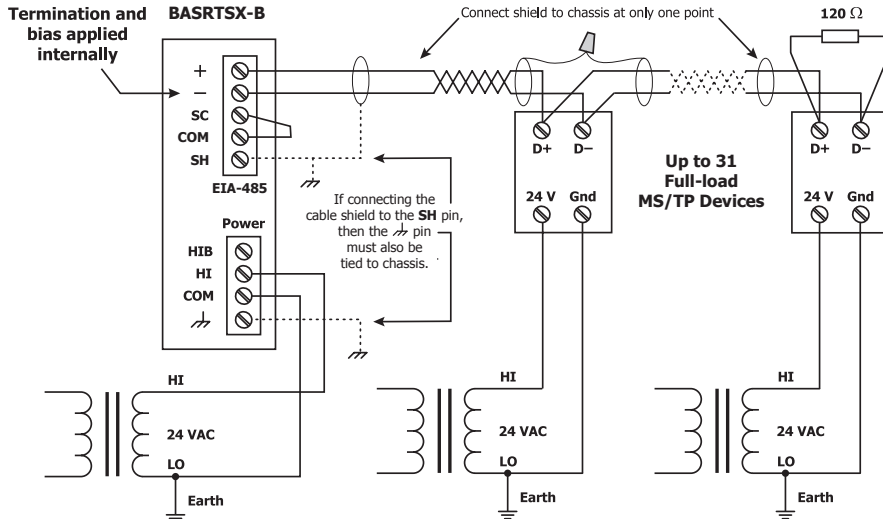 Termination and
bias applied
internally
BASRTSX-B
Connect shield to chassis at only one point
120 Ω
+
−
SC
COM
SH
EIA-485
D+ D−
D+ D−
Up to 31
Full-load
MS/TP Devices
24 V Gnd
24 V Gnd
If connecting the
cable shield to the SH pin,
then the pin
must also be
tied to chassis.
Power
HIB
HI
COM
HI
24 VAC
LO
Earth
HI
24 VAC
LO
Earth
HI
24 VAC
LO
Earth